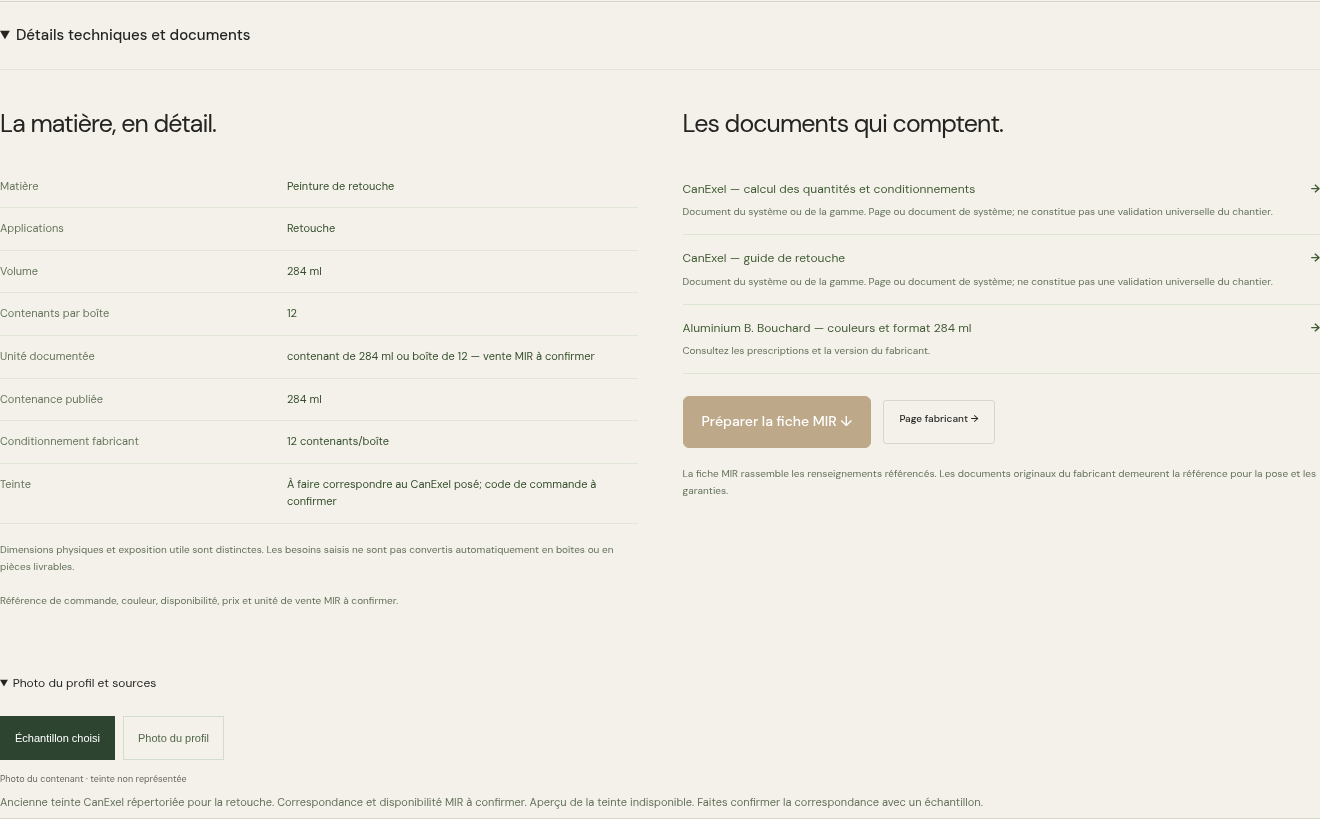 ▼ Détails techniques et documents
La matière, en détail.
Matière Peinture de retouche
Applications Retouche
Volume 284 ml
Contenants par boîte 12
Unité documentée contenant de 284 ml ou boîte de 12 — vente MIR à confirmer
Contenance publiée 284 ml
Conditionnement fabricant 12 contenants/boîte
Teinte À faire correspondre au CanExel posé; code de commande à
confirmer
Dimensions physiques et exposition utile sont distinctes. Les besoins saisis ne sont pas convertis automatiquement en boîtes ou en
pièces livrables.
Référence de commande, couleur, disponibilité, prix et unité de vente MIR à confirmer.
Les documents qui comptent.
CanExel — calcul des quantités et conditionnements →
Document du système ou de la gamme. Page ou document de système; ne constitue pas une validation universelle du chantier.
CanExel — guide de retouche →
Document du système ou de la gamme. Page ou document de système; ne constitue pas une validation universelle du chantier.
Aluminium B. Bouchard — couleurs et format 284 ml →
Consultez les prescriptions et la version du fabricant.
Préparer la fiche MIR ↓
Page fabricant →
La fiche MIR rassemble les renseignements référencés. Les documents originaux du fabricant demeurent la référence pour la pose et les
garanties.
▼ Photo du profil et sources
Échantillon choisi
Photo du profil
Photo du contenant · teinte non représentée
Ancienne teinte CanExel répertoriée pour la retouche. Correspondance et disponibilité MIR à confirmer. Aperçu de la teinte indisponible. Faites confirmer la correspondance avec un échantillon.